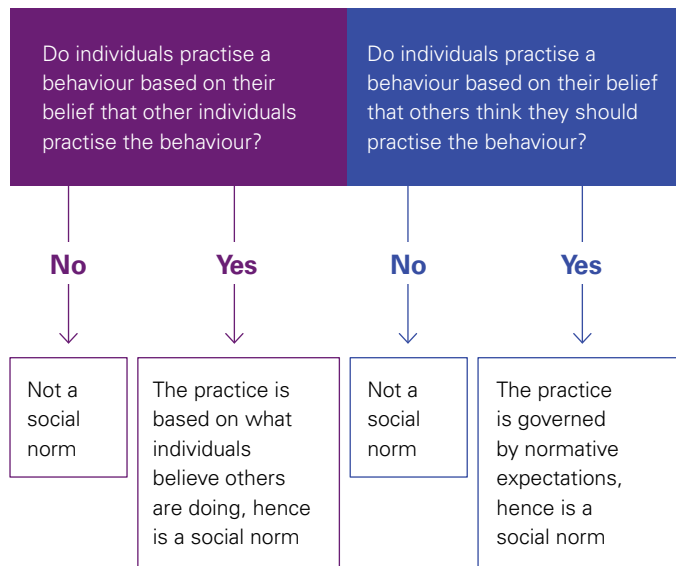 Do individuals practise a
behaviour based on their
belief that other individuals
practise the behaviour?
Do individuals practise a
behaviour based on their belief
that others think they should
practise the behaviour?
No
Yes
No
Yes
Not a
social
norm
The practice is
based on what
individuals
believe others
are doing, hence
is a social norm
Not a
social
norm
The practice
is governed
by normative
expectations,
hence is a
social norm